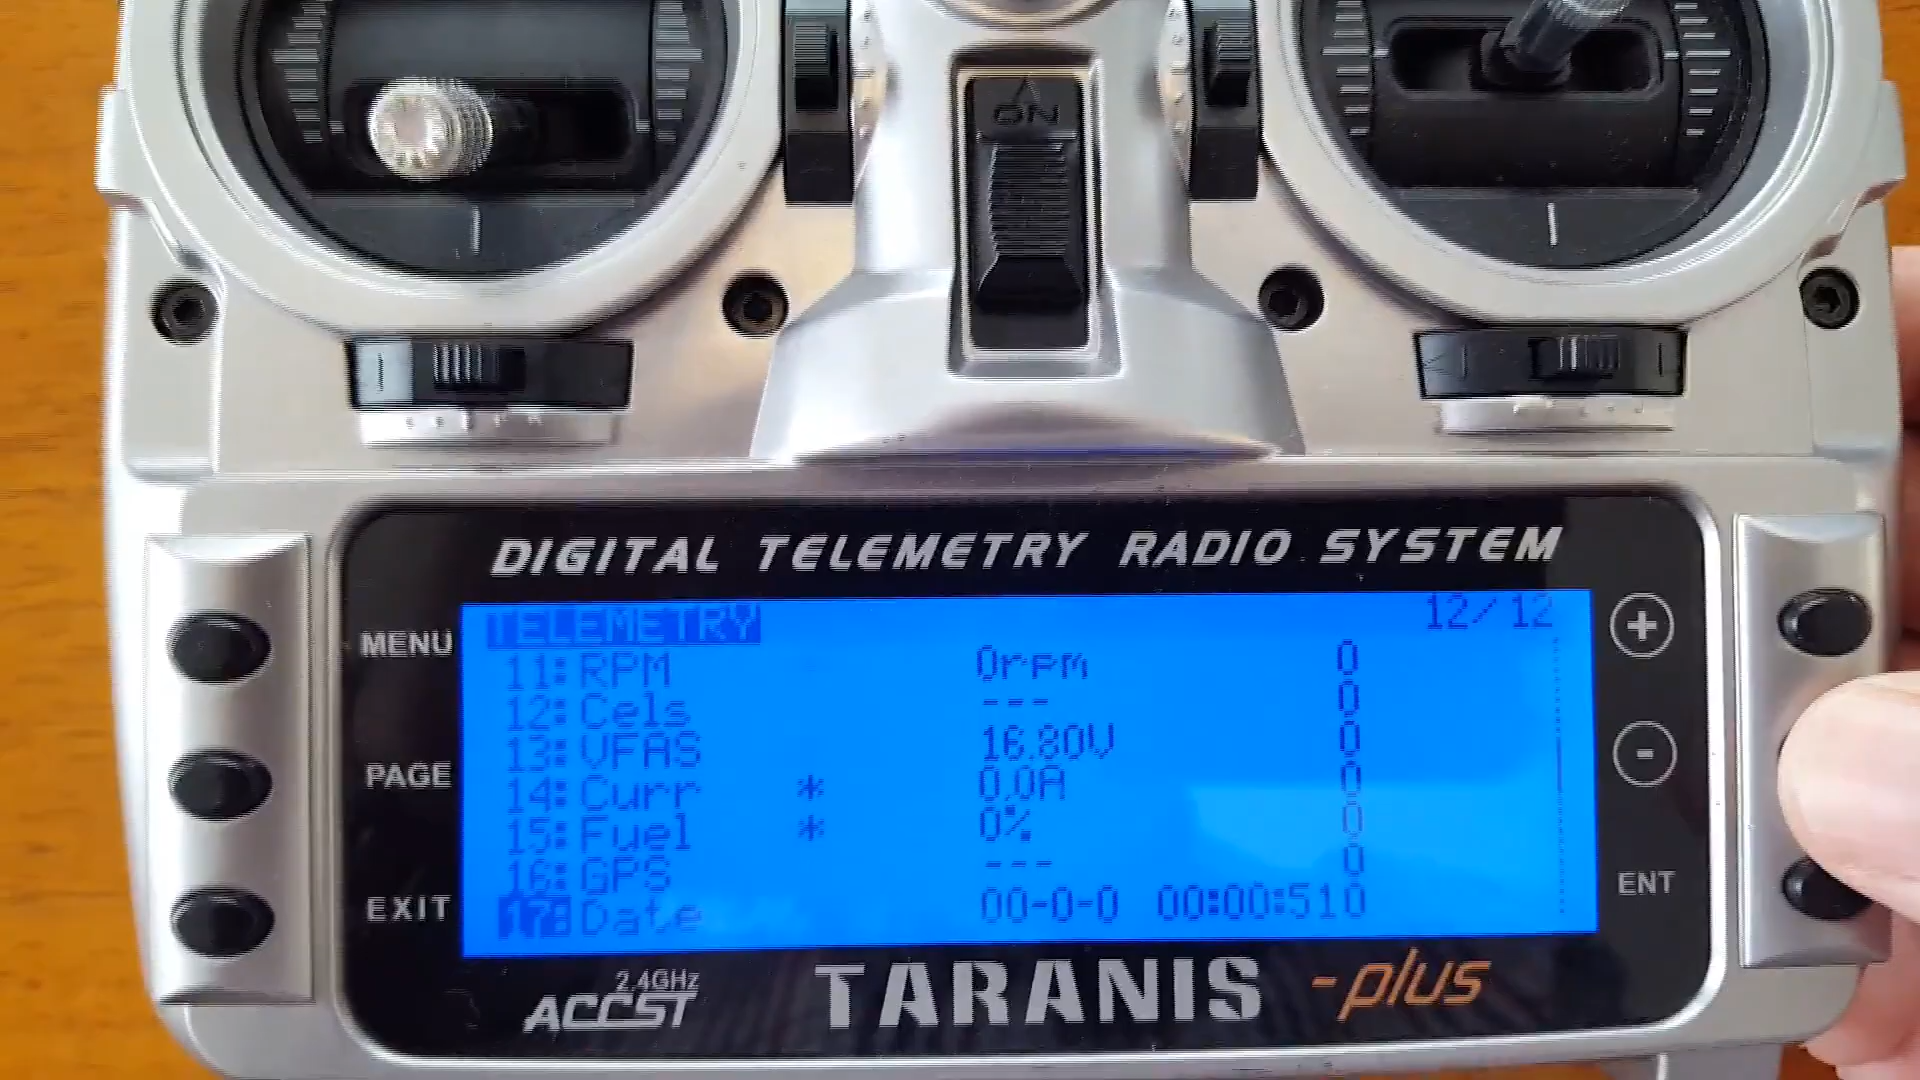 ON
DIGITAL TELEMETRY RADIO SYSTEM
TELEMETRY 12/12
11:RPM 0rpm 0
12:Cels --- 0
13:VFAS 16.80V 0
14:Curr * 0.0A 0
15:Fuel * 0% 0
16:GPS --- 0
17:Date 00-0-0 00:00:510
MENU
PAGE
EXIT
+
-
ENT
2.4GHz
ACCST
TARANIS -plus